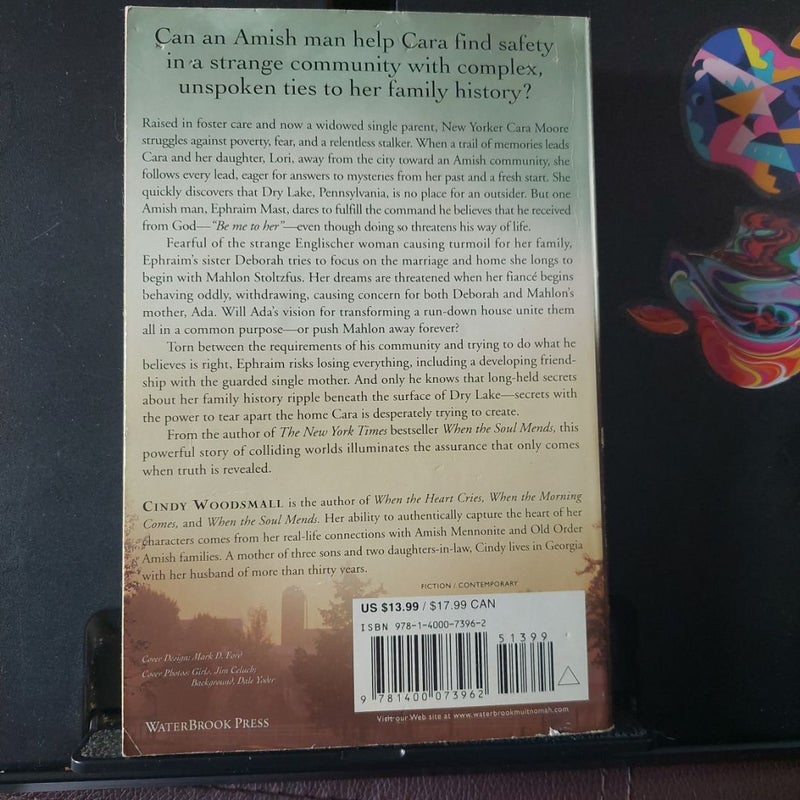 Can an Amish man help Cara find safety
in a strange community with complex,
unspoken ties to her family history?
Raised in foster care and now a widowed single parent, New Yorker Cara Moore
struggles against poverty, fear, and a relentless stalker. When a trail of memories leads
Cara and her daughter, Lori, away from the city toward an Amish community, she
follows every lead, eager for answers to mysteries from her past and a fresh start. She
quickly discovers that Dry Lake, Pennsylvania, is no place for an outsider. But one
Amish man, Ephraim Mast, dares to fulfill the command he believes that he received
from God—"Be me to her"—even though doing so threatens his way of life.
Fearful of the strange Englischer woman causing turmoil for her family,
Ephraim's sister Deborah tries to focus on the marriage and home she longs to
begin with Mahlon Stoltzfus. Her dreams are threatened when her fiancé begins
behaving oddly, withdrawing, causing concern for both Deborah and Mahlon's
mother, Ada. Will Ada's vision for transforming a run-down house unite them
all in a common purpose—or push Mahlon away forever?
Torn between the requirements of his community and trying to do what he
believes is right, Ephraim risks losing everything, including a developing friend-
ship with the guarded single mother. And only he knows that long-held secrets
about her family history ripple beneath the surface of Dry Lake—secrets with
the power to tear apart the home Cara is desperately trying to create.
From the author of The New York Times bestseller When the Soul Mends, this
powerful story of colliding worlds illuminates the assurance that only comes
when truth is revealed.
CINDY WOODSMALL is the author of When the Heart Cries, When the Morning
Comes, and When the Soul Mends. Her ability to authentically capture the heart of her
characters comes from her real-life connections with Amish Mennonite and Old Order
Amish families. A mother of three sons and two daughters-in-law, Cindy lives in Georgia
with her husband of more than thirty years.
FICTION / CONTEMPORARY
US $13.99 / $17.99 CAN
ISBN 978-1-4000-7396-2
51399
9 781400 073962
Cover Design: Mark D. Ford
Cover Photos: Girls, Jim Celuch;
Background, Dale Yoder
WATERBROOK PRESS
Visit our Web site at www.waterbrookmultnomah.com